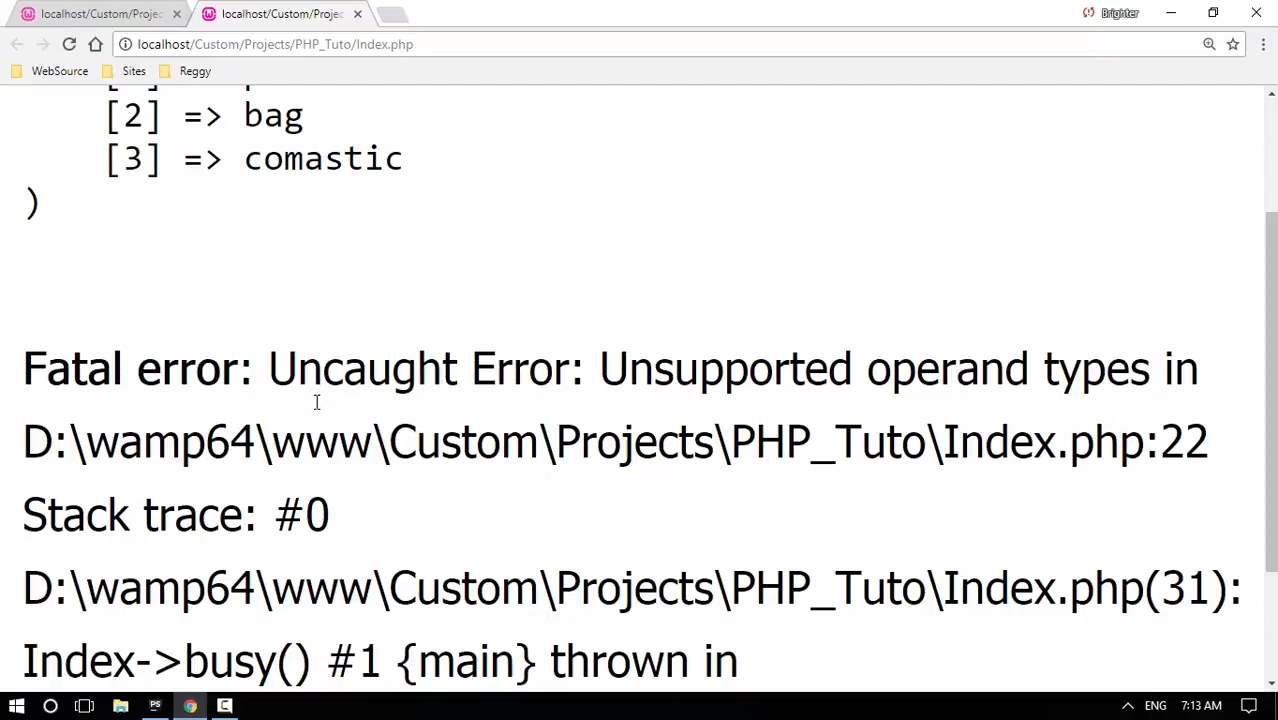 localhost/Custom/Projec
localhost/Custom/Projec
Brighter
localhost/Custom/Projects/PHP_Tuto/Index.php
WebSource
Sites
Reggy
[2] => bag
[3] => comastic
)
Fatal error: Uncaught Error: Unsupported operand types in
D:\wamp64\www\Custom\Projects\PHP_Tuto\Index.php:22
Stack trace: #0
D:\wamp64\www\Custom\Projects\PHP_Tuto\Index.php(31):
Index->busy() #1 {main} thrown in
ENG
7:13 AM